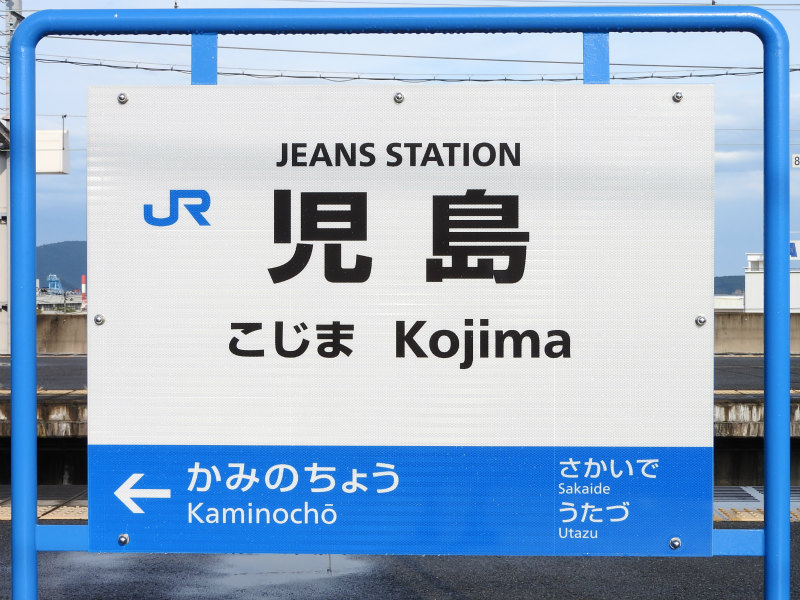 JEANS STATION
JR 児島
こじま Kojima
かみのちょう
Kaminochō
さかいで
Sakaide
うたづ
Utazu
8